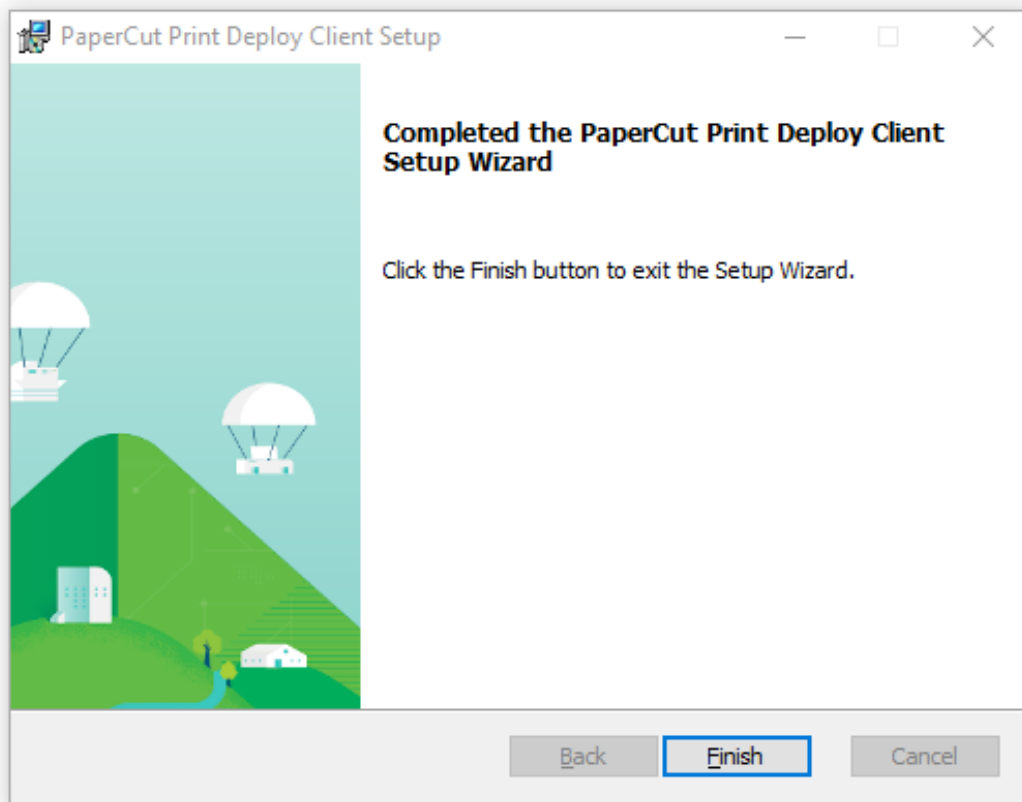 PaperCut Print Deploy Client Setup
Completed the PaperCut Print Deploy Client
Setup Wizard
Click the Finish button to exit the Setup Wizard.
Back
Finish
Cancel